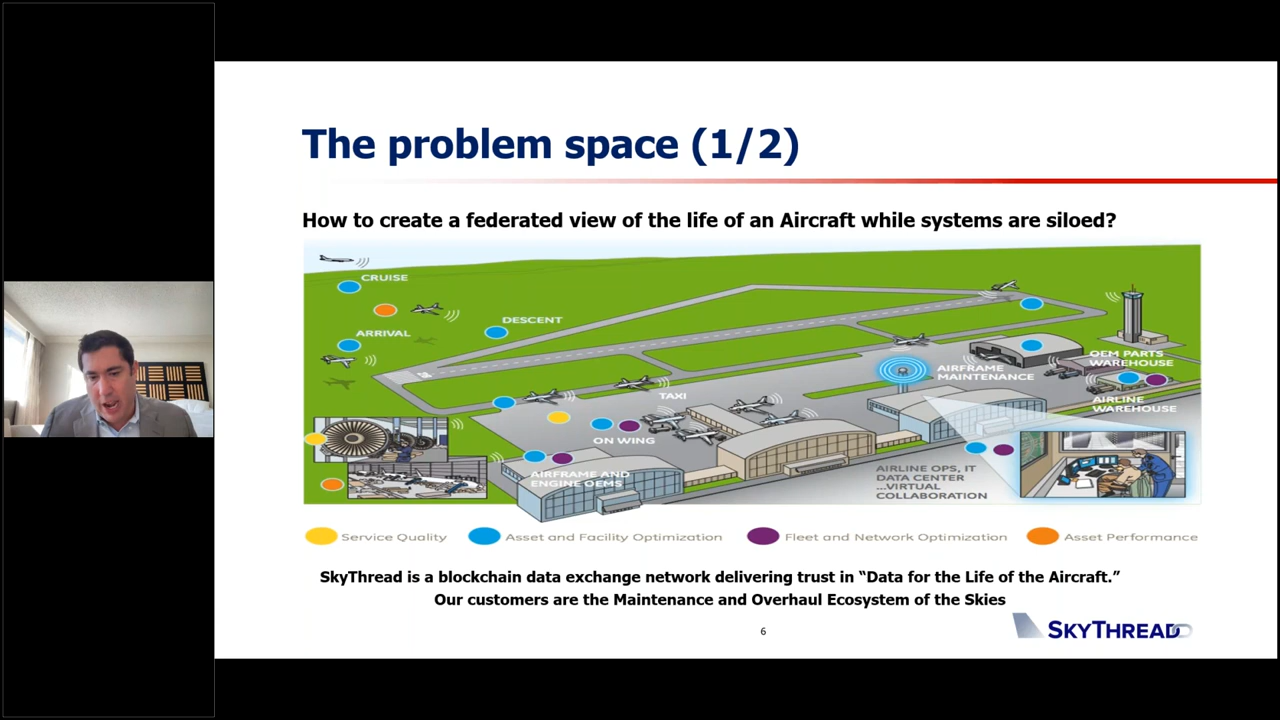 The problem space (1/2)
How to create a federated view of the life of an Aircraft while systems are siloed?
CRUISE
DESCENT
ARRIVAL
OEM PARTS
WAREHOUSE
AIRFRAME
MAINTENANCE
TAXI
AIRLINE
WAREHOUSE
ON WING
AIRFRAME AND
ENGINE OEMS
AIRLINE OPS, IT
DATA CENTER
...VIRTUAL
COLLABORATION
Service Quality
Asset and Facility Optimization
Fleet and Network Optimization
Asset Performance
SkyThread is a blockchain data exchange network delivering trust in “Data for the Life of the Aircraft.”
Our customers are the Maintenance and Overhaul Ecosystem of the Skies
6
SKYTHREAD